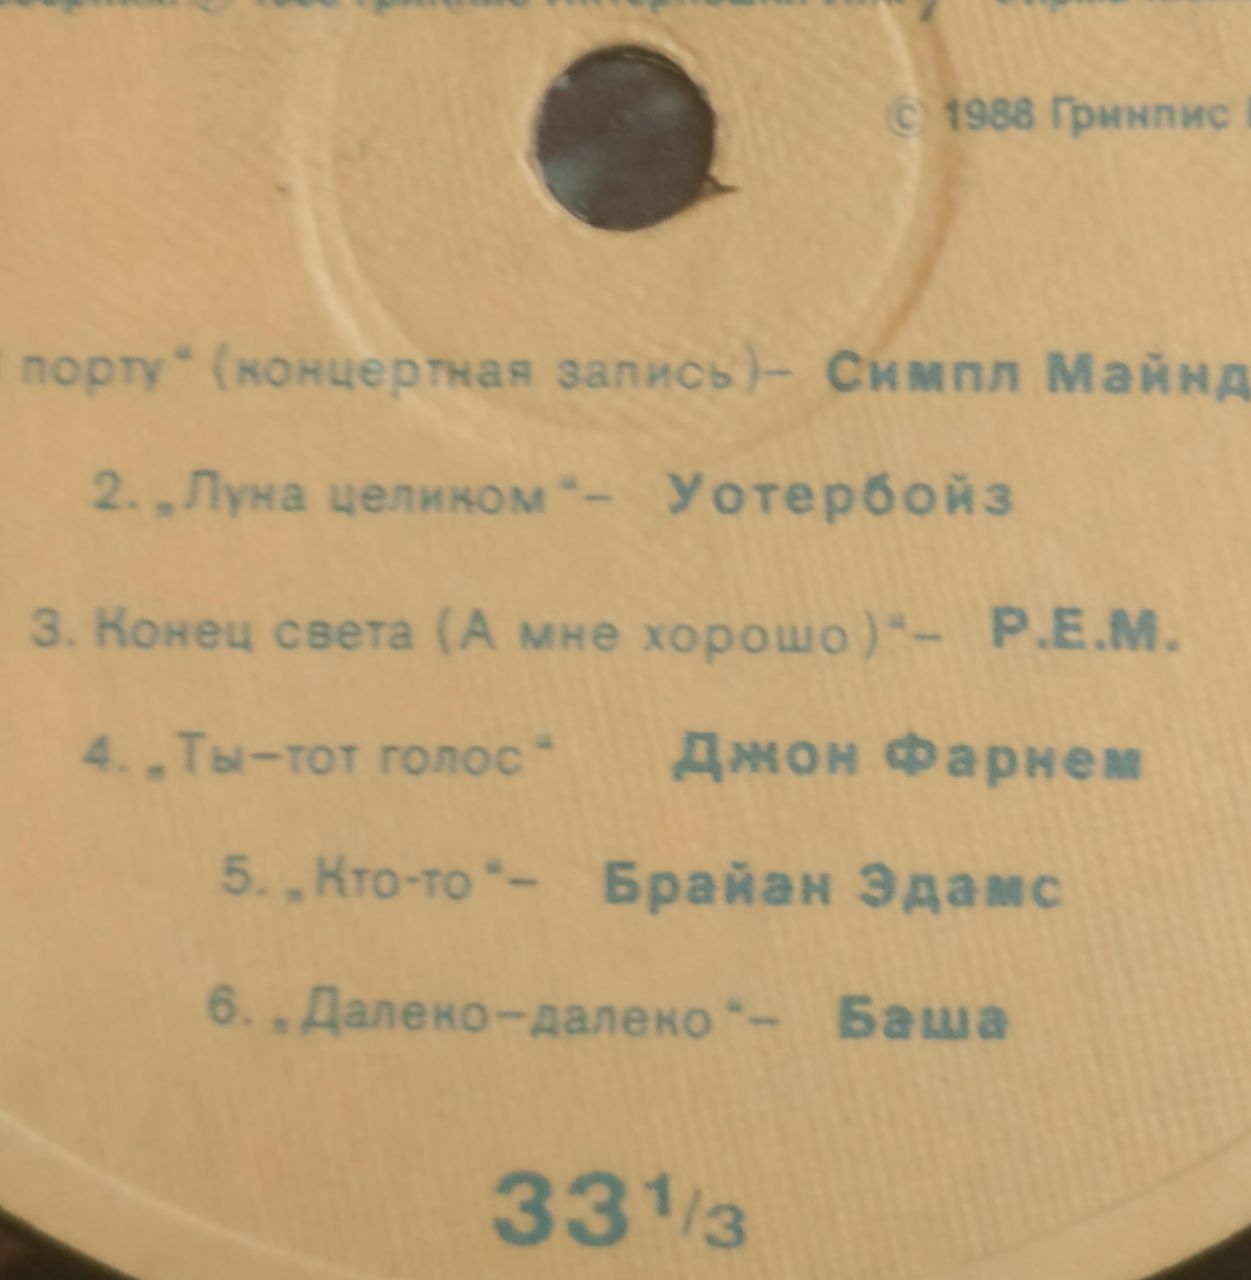 © 1988 Гринпис
порту“ (концертная запись)— Симпл Майнд
2. „Луна целиком“— Уотербойз
3. Конец света (А мне хорошо)“— Р.Е.М.
4. „Ты—тот голос“ Джон Фарнем
5. „Кто-то“— Брайан Эдамс
6. „Далеко—далеко“— Баша
33 1/3